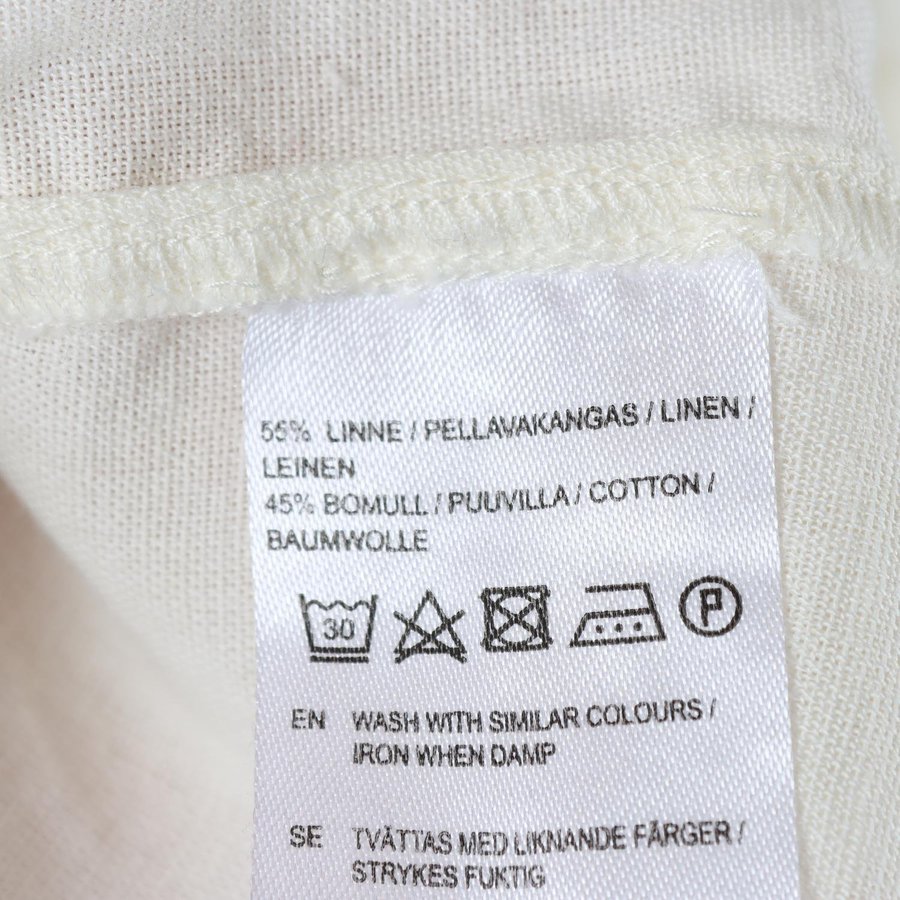 55% LINNE / PELLAVAKANGAS / LINEN /
LEINEN
45% BOMULL / PUUVILLA / COTTON /
BAUMWOLLE
30 P
EN WASH WITH SIMILAR COLOURS /
IRON WHEN DAMP
SE TVÄTTAS MED LIKNANDE FÄRGER /
STRYKES FUKTIG